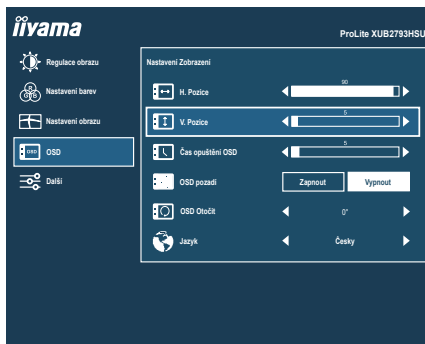 iiyama
ProLite XUB2793HSU
Regulace obrazu
Nastavení barev
Nastavení obrazu
OSD
OSD
Další
Nastavení Zobrazení
H. Pozice
90
V. Pozice
5
Čas opuštění OSD
5
OSD pozadí
Zapnout
Vypnout
OSD Otočit
0°
Jazyk
Česky